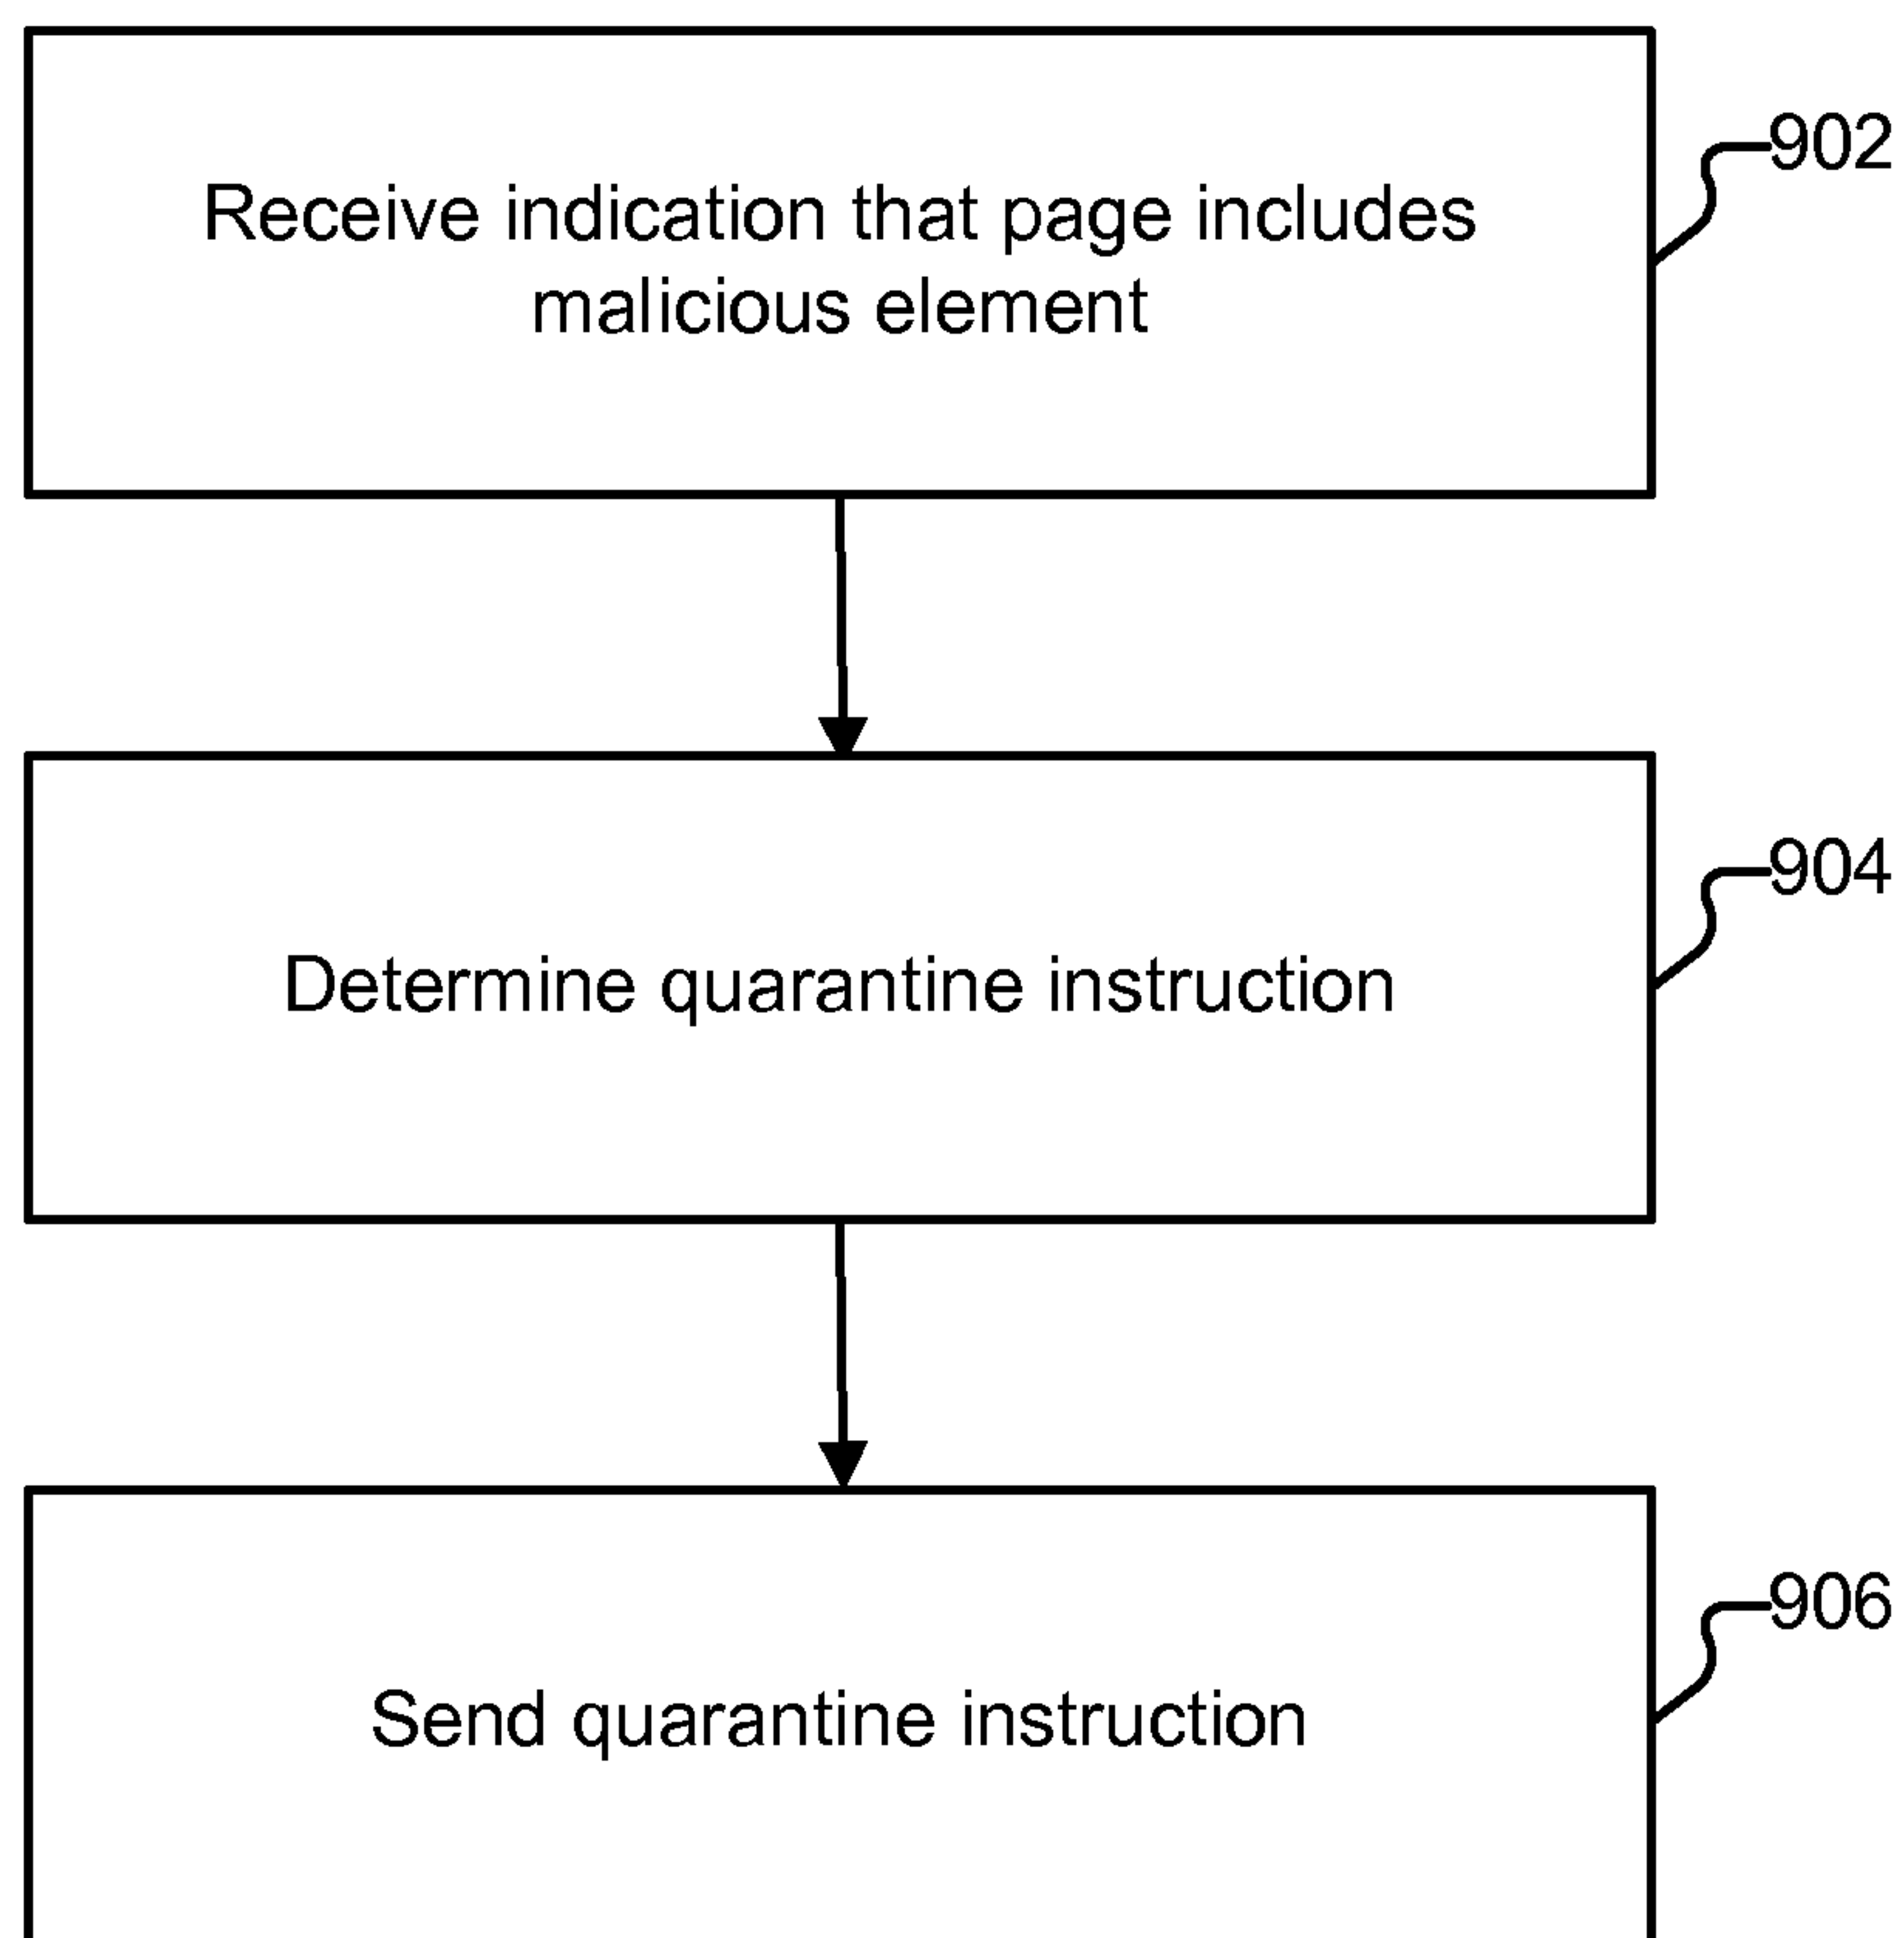 902
Receive indication that page includes
malicious element
904
Determine quarantine instruction
906
Send quarantine instruction